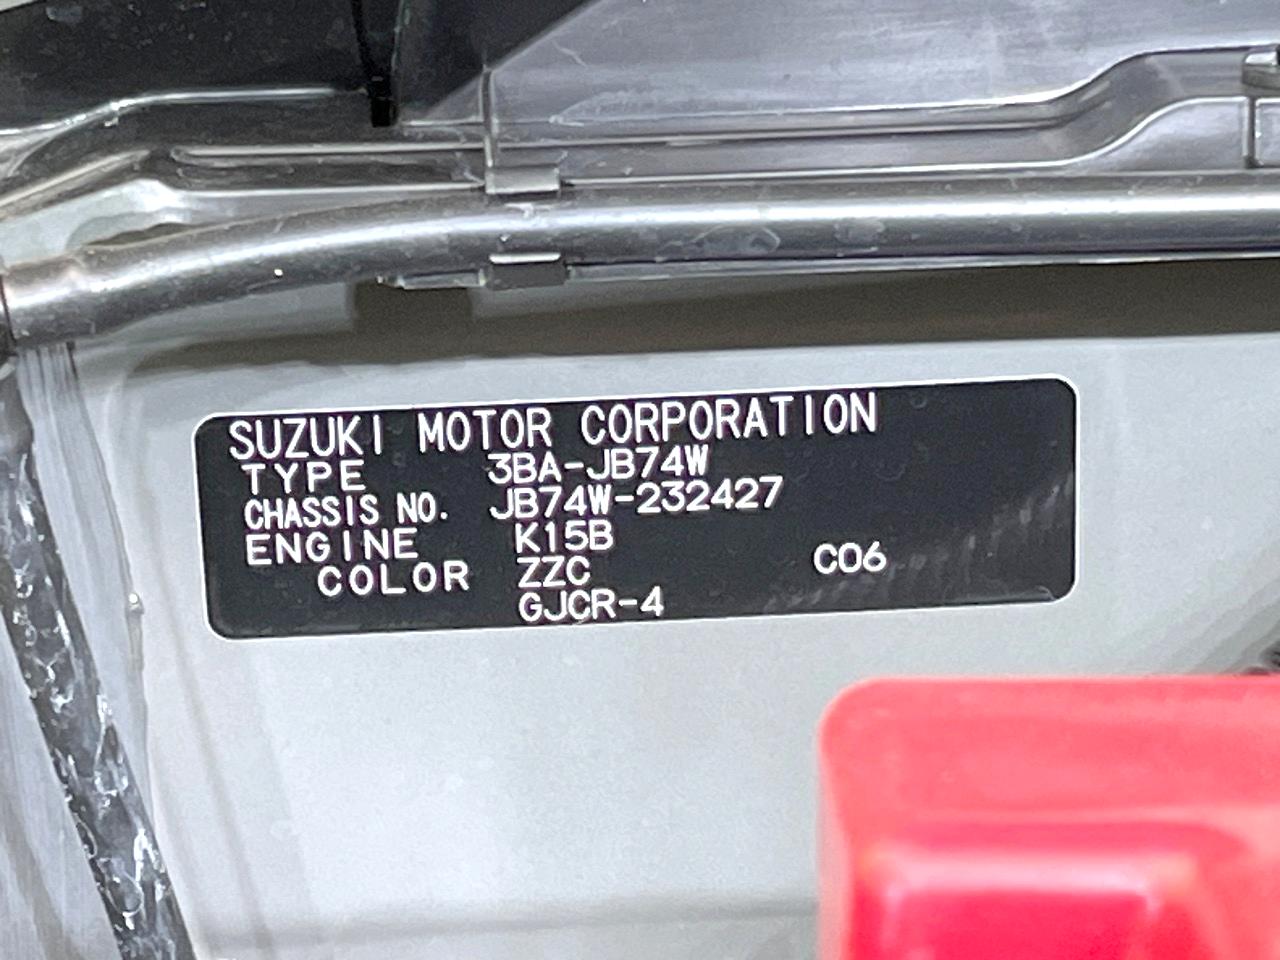 SUZUKI MOTOR CORPORATION
TYPE 3BA-JB74W
CHASSIS NO. JB74W-232427
ENGINE K15B
COLOR ZZC C06
GJCR-4